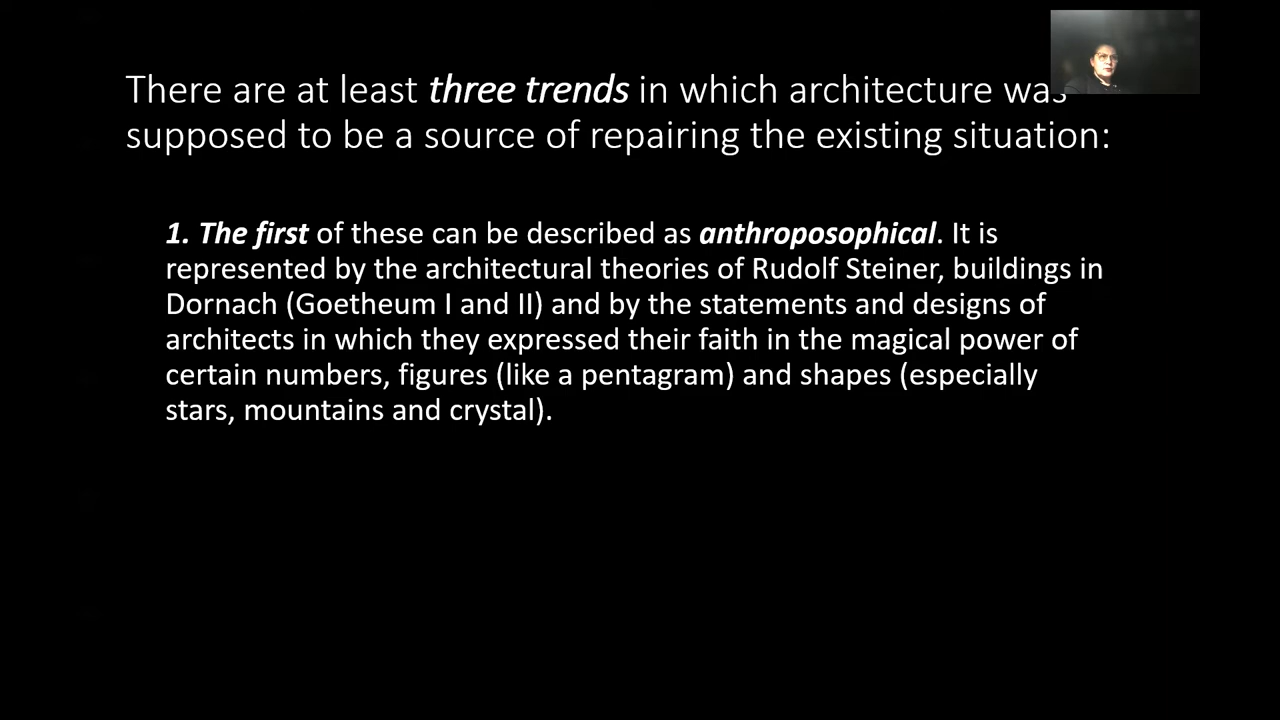 There are at least three trends in which architecture was
supposed to be a source of repairing the existing situation:
1. The first of these can be described as anthroposophical. It is
represented by the architectural theories of Rudolf Steiner, buildings in
Dornach (Goetheum I and II) and by the statements and designs of
architects in which they expressed their faith in the magical power of
certain numbers, figures (like a pentagram) and shapes (especially
stars, mountains and crystal).